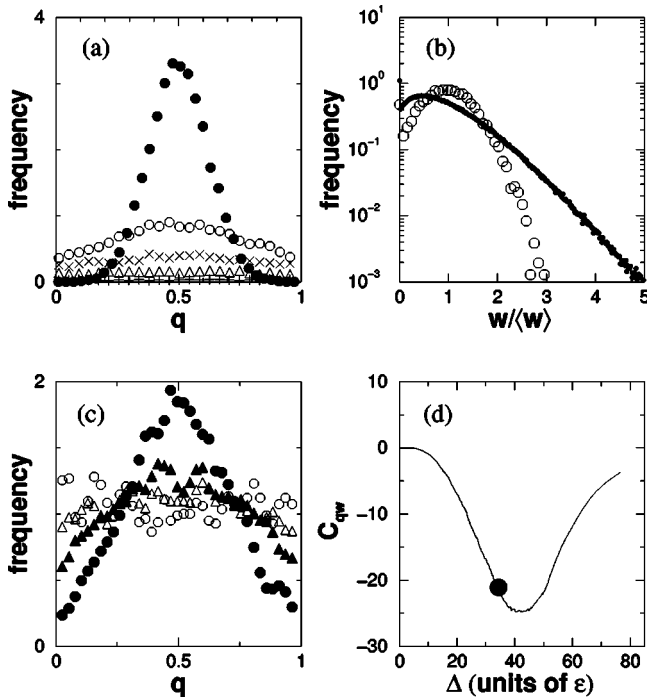 4
(a)
frequency
0
0
0.5
1
q
10¹
(b)
10⁰
frequency
10⁻¹
10⁻²
10⁻³
0
1
2
3
4
5
w/⟨w⟩
2
(c)
frequency
0
0
0.5
1
q
10
(d)
0
C_qw
−10
−20
−30
0
20
40
60
80
Δ (units of ε)